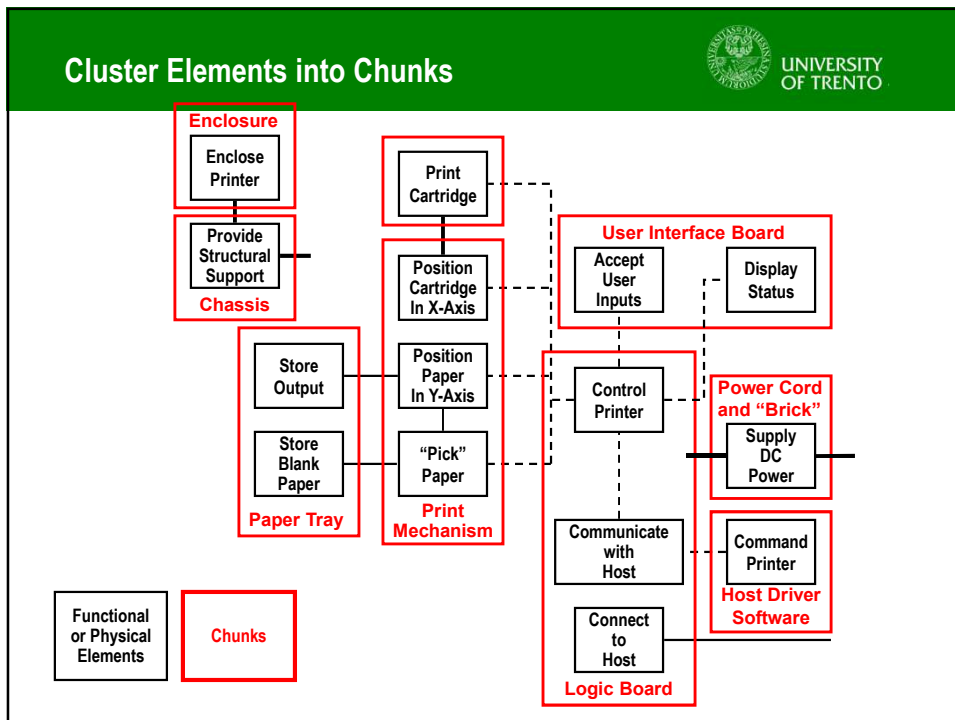 Cluster Elements into Chunks
UNIVERSITY
OF TRENTO
Enclosure
Enclose
Printer
Provide
Structural
Support
Chassis
Print
Cartridge
Position
Cartridge
In X-Axis
Position
Paper
In Y-Axis
“Pick”
Paper
Print
Mechanism
Store
Output
Store
Blank
Paper
Paper Tray
User Interface Board
Accept
User
Inputs
Display
Status
Control
Printer
Communicate
with
Host
Connect
to
Host
Logic Board
Power Cord
and “Brick”
Supply
DC
Power
Command
Printer
Host Driver
Software
Functional
or Physical
Elements
Chunks